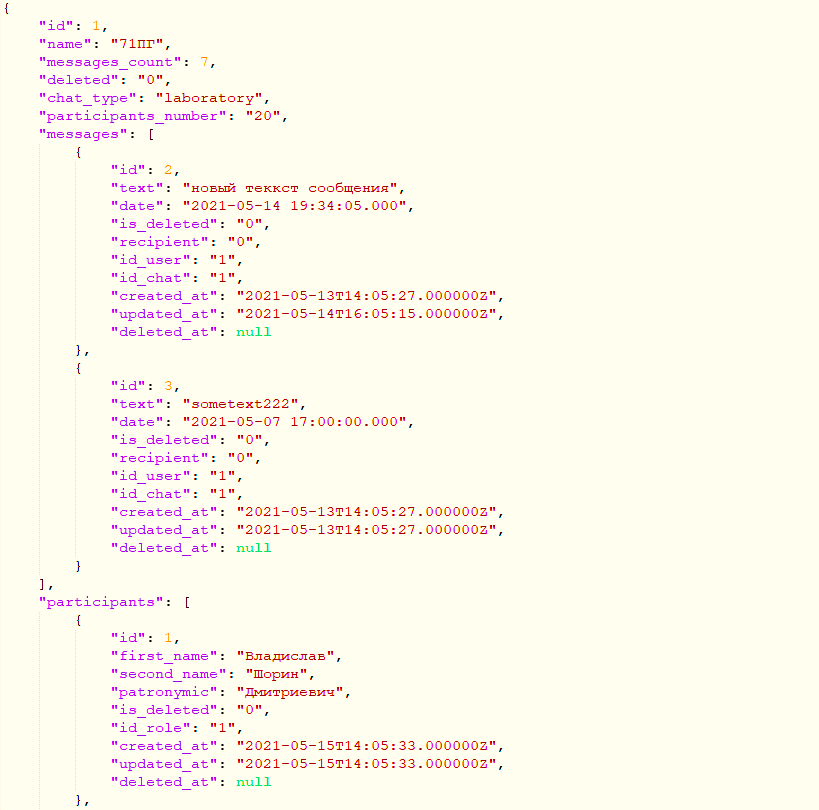 {
    "id": 1,
    "name": "71ПГ",
    "messages_count": 7,
    "deleted": "0",
    "chat_type": "laboratory",
    "participants_number": "20",
    "messages": [
        {
            "id": 2,
            "text": "новый теккст сообщения",
            "date": "2021-05-14 19:34:05.000",
            "is_deleted": "0",
            "recipient": "0",
            "id_user": "1",
            "id_chat": "1",
            "created_at": "2021-05-13T14:05:27.000000Z",
            "updated_at": "2021-05-14T16:05:15.000000Z",
            "deleted_at": null
        },
        {
            "id": 3,
            "text": "sometext222",
            "date": "2021-05-07 17:00:00.000",
            "is_deleted": "0",
            "recipient": "0",
            "id_user": "1",
            "id_chat": "1",
            "created_at": "2021-05-13T14:05:27.000000Z",
            "updated_at": "2021-05-13T14:05:27.000000Z",
            "deleted_at": null
        }
    ],
    "participants": [
        {
            "id": 1,
            "first_name": "Владислав",
            "second_name": "Шорин",
            "patronymic": "Дмитриевич",
            "is_deleted": "0",
            "id_role": "1",
            "created_at": "2021-05-15T14:05:33.000000Z",
            "updated_at": "2021-05-15T14:05:33.000000Z",
            "deleted_at": null
        },